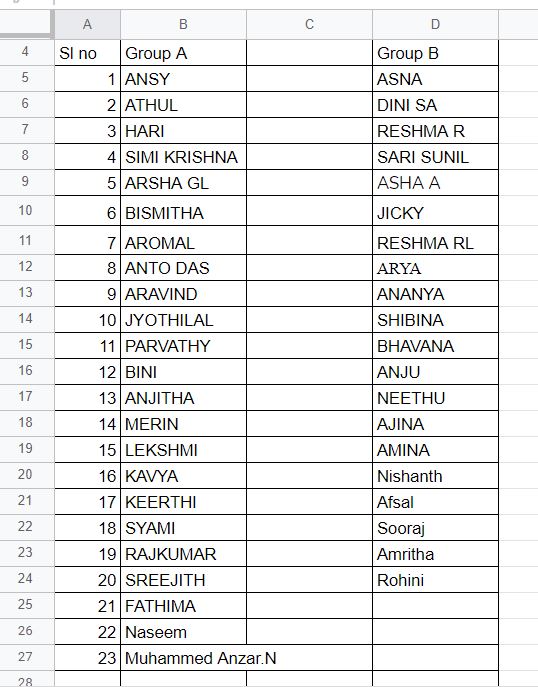 A B C D
4 Sl no Group A Group B
5 1 ANSY ASNA
6 2 ATHUL DINI SA
7 3 HARI RESHMA R
8 4 SIMI KRISHNA SARI SUNIL
9 5 ARSHA GL ASHA A
10 6 BISMITHA JICKY
11 7 AROMAL RESHMA RL
12 8 ANTO DAS ARYA
13 9 ARAVIND ANANYA
14 10 JYOTHILAL SHIBINA
15 11 PARVATHY BHAVANA
16 12 BINI ANJU
17 13 ANJITHA NEETHU
18 14 MERIN AJINA
19 15 LEKSHMI AMINA
20 16 KAVYA Nishanth
21 17 KEERTHI Afsal
22 18 SYAMI Sooraj
23 19 RAJKUMAR Amritha
24 20 SREEJITH Rohini
25 21 FATHIMA
26 22 Naseem
27 23 Muhammed Anzar.N
28